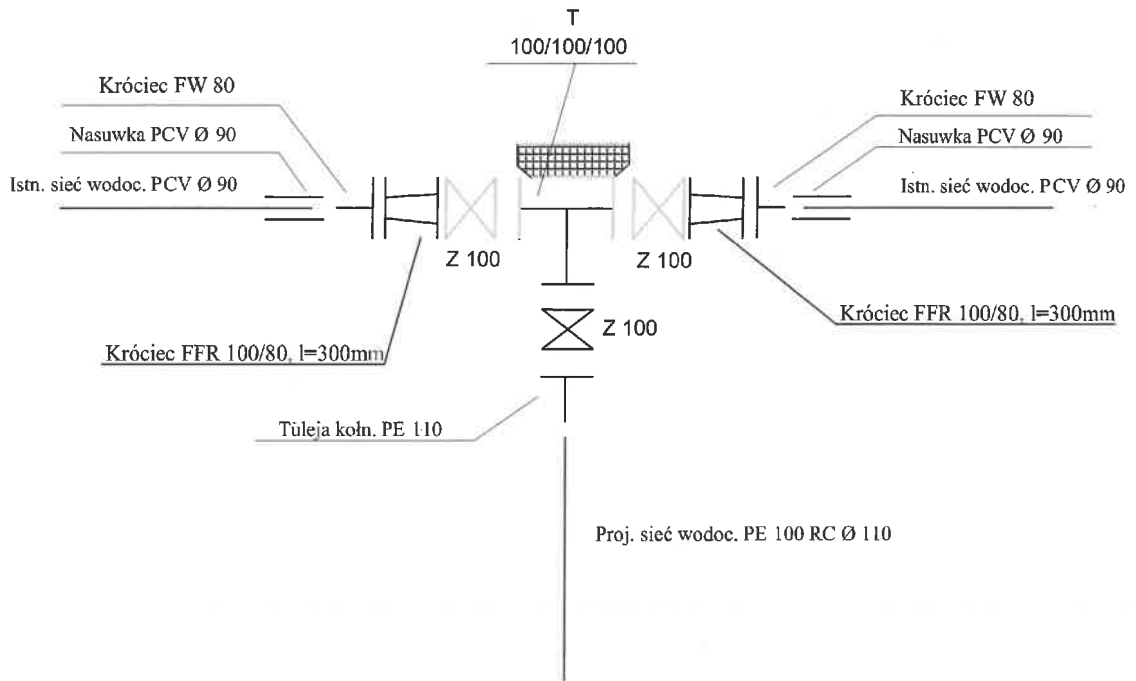 T
100/100/100
Króciec FW 80
Króciec FW 80
Nasuwka PCV Ø 90
Nasuwka PCV Ø 90
Istn. sieć wodoc. PCV Ø 90
Istn. sieć wodoc. PCV Ø 90
Z 100
Z 100
Króciec FFR 100/80, l=300mm
Z 100
Króciec FFR 100/80, l=300mm
Tuleja kołn. PE 110
Proj. sieć wodoc. PE 100 RC Ø 110